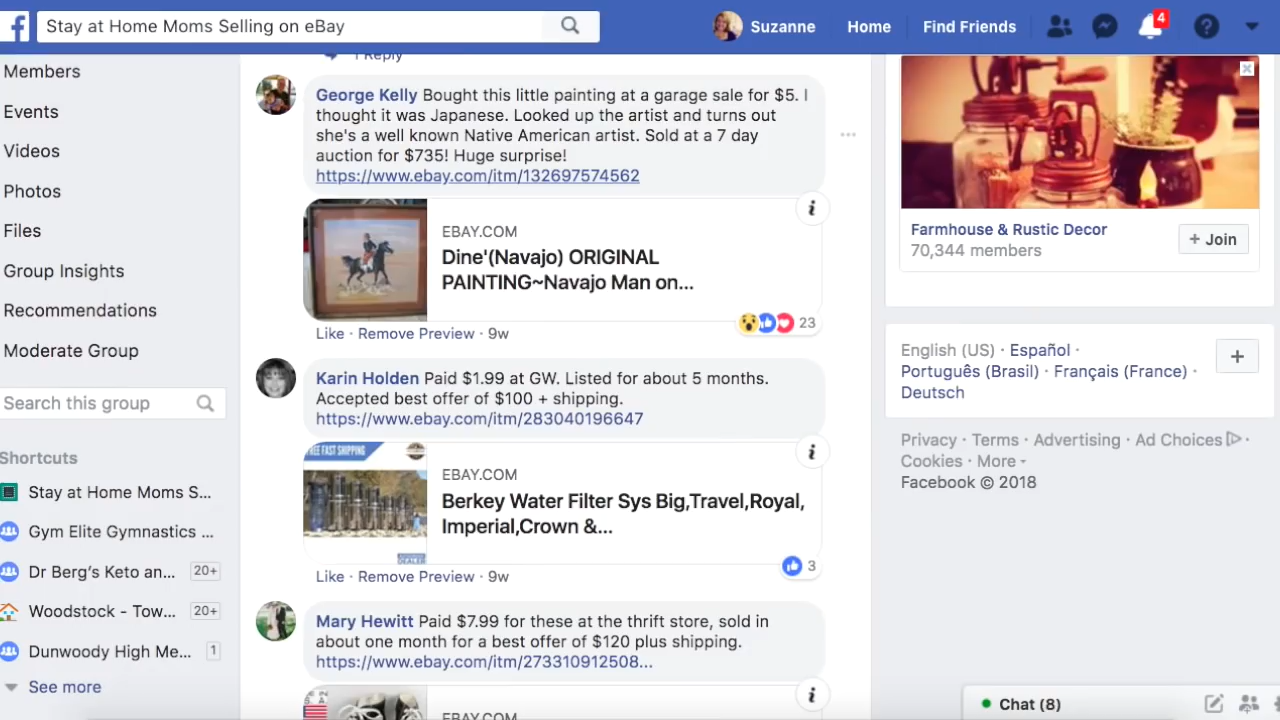 Stay at Home Moms Selling on eBay
Suzanne
Home
Find Friends
4
Members
Events
Videos
Photos
Files
Group Insights
Recommendations
Moderate Group
Search this group
Shortcuts
Stay at Home Moms S...
Gym Elite Gymnastics ...
Dr Berg's Keto an... 20+
Woodstock - Tow... 20+
Dunwoody High Me... 1
See more
1 Reply
George Kelly Bought this little painting at a garage sale for $5. I
thought it was Japanese. Looked up the artist and turns out
she's a well known Native American artist. Sold at a 7 day
auction for $735! Huge surprise!
https://www.ebay.com/itm/132697574562
EBAY.COM
Dine'(Navajo) ORIGINAL
PAINTING~Navajo Man on...
23
Like · Remove Preview · 9w
Karin Holden Paid $1.99 at GW. Listed for about 5 months.
Accepted best offer of $100 + shipping.
https://www.ebay.com/itm/283040196647
FREE FAST SHIPPING
EBAY.COM
Berkey Water Filter Sys Big,Travel,Royal,
Imperial,Crown &...
3
Like · Remove Preview · 9w
Mary Hewitt Paid $7.99 for these at the thrift store, sold in
about one month for a best offer of $120 plus shipping.
https://www.ebay.com/itm/273310912508...
EBAY.COM
Farmhouse & Rustic Decor
70,344 members
+ Join
English (US) · Español ·
Português (Brasil) · Français (France) ·
Deutsch
Privacy · Terms · Advertising · Ad Choices ·
Cookies · More
Facebook © 2018
Chat (8)